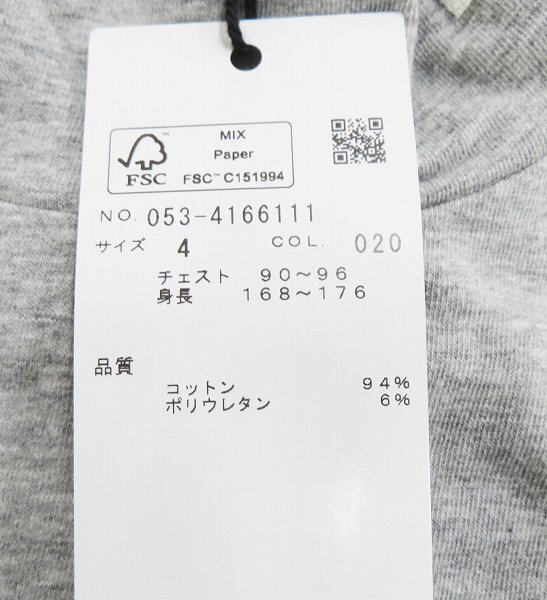 MIX
Paper
FSC™ C151994
FSC
NO. 053-4166111
サイズ 4 COL. 020
チェスト 90〜96
身長 168〜176
品質
コットン 94%
ポリウレタン 6%